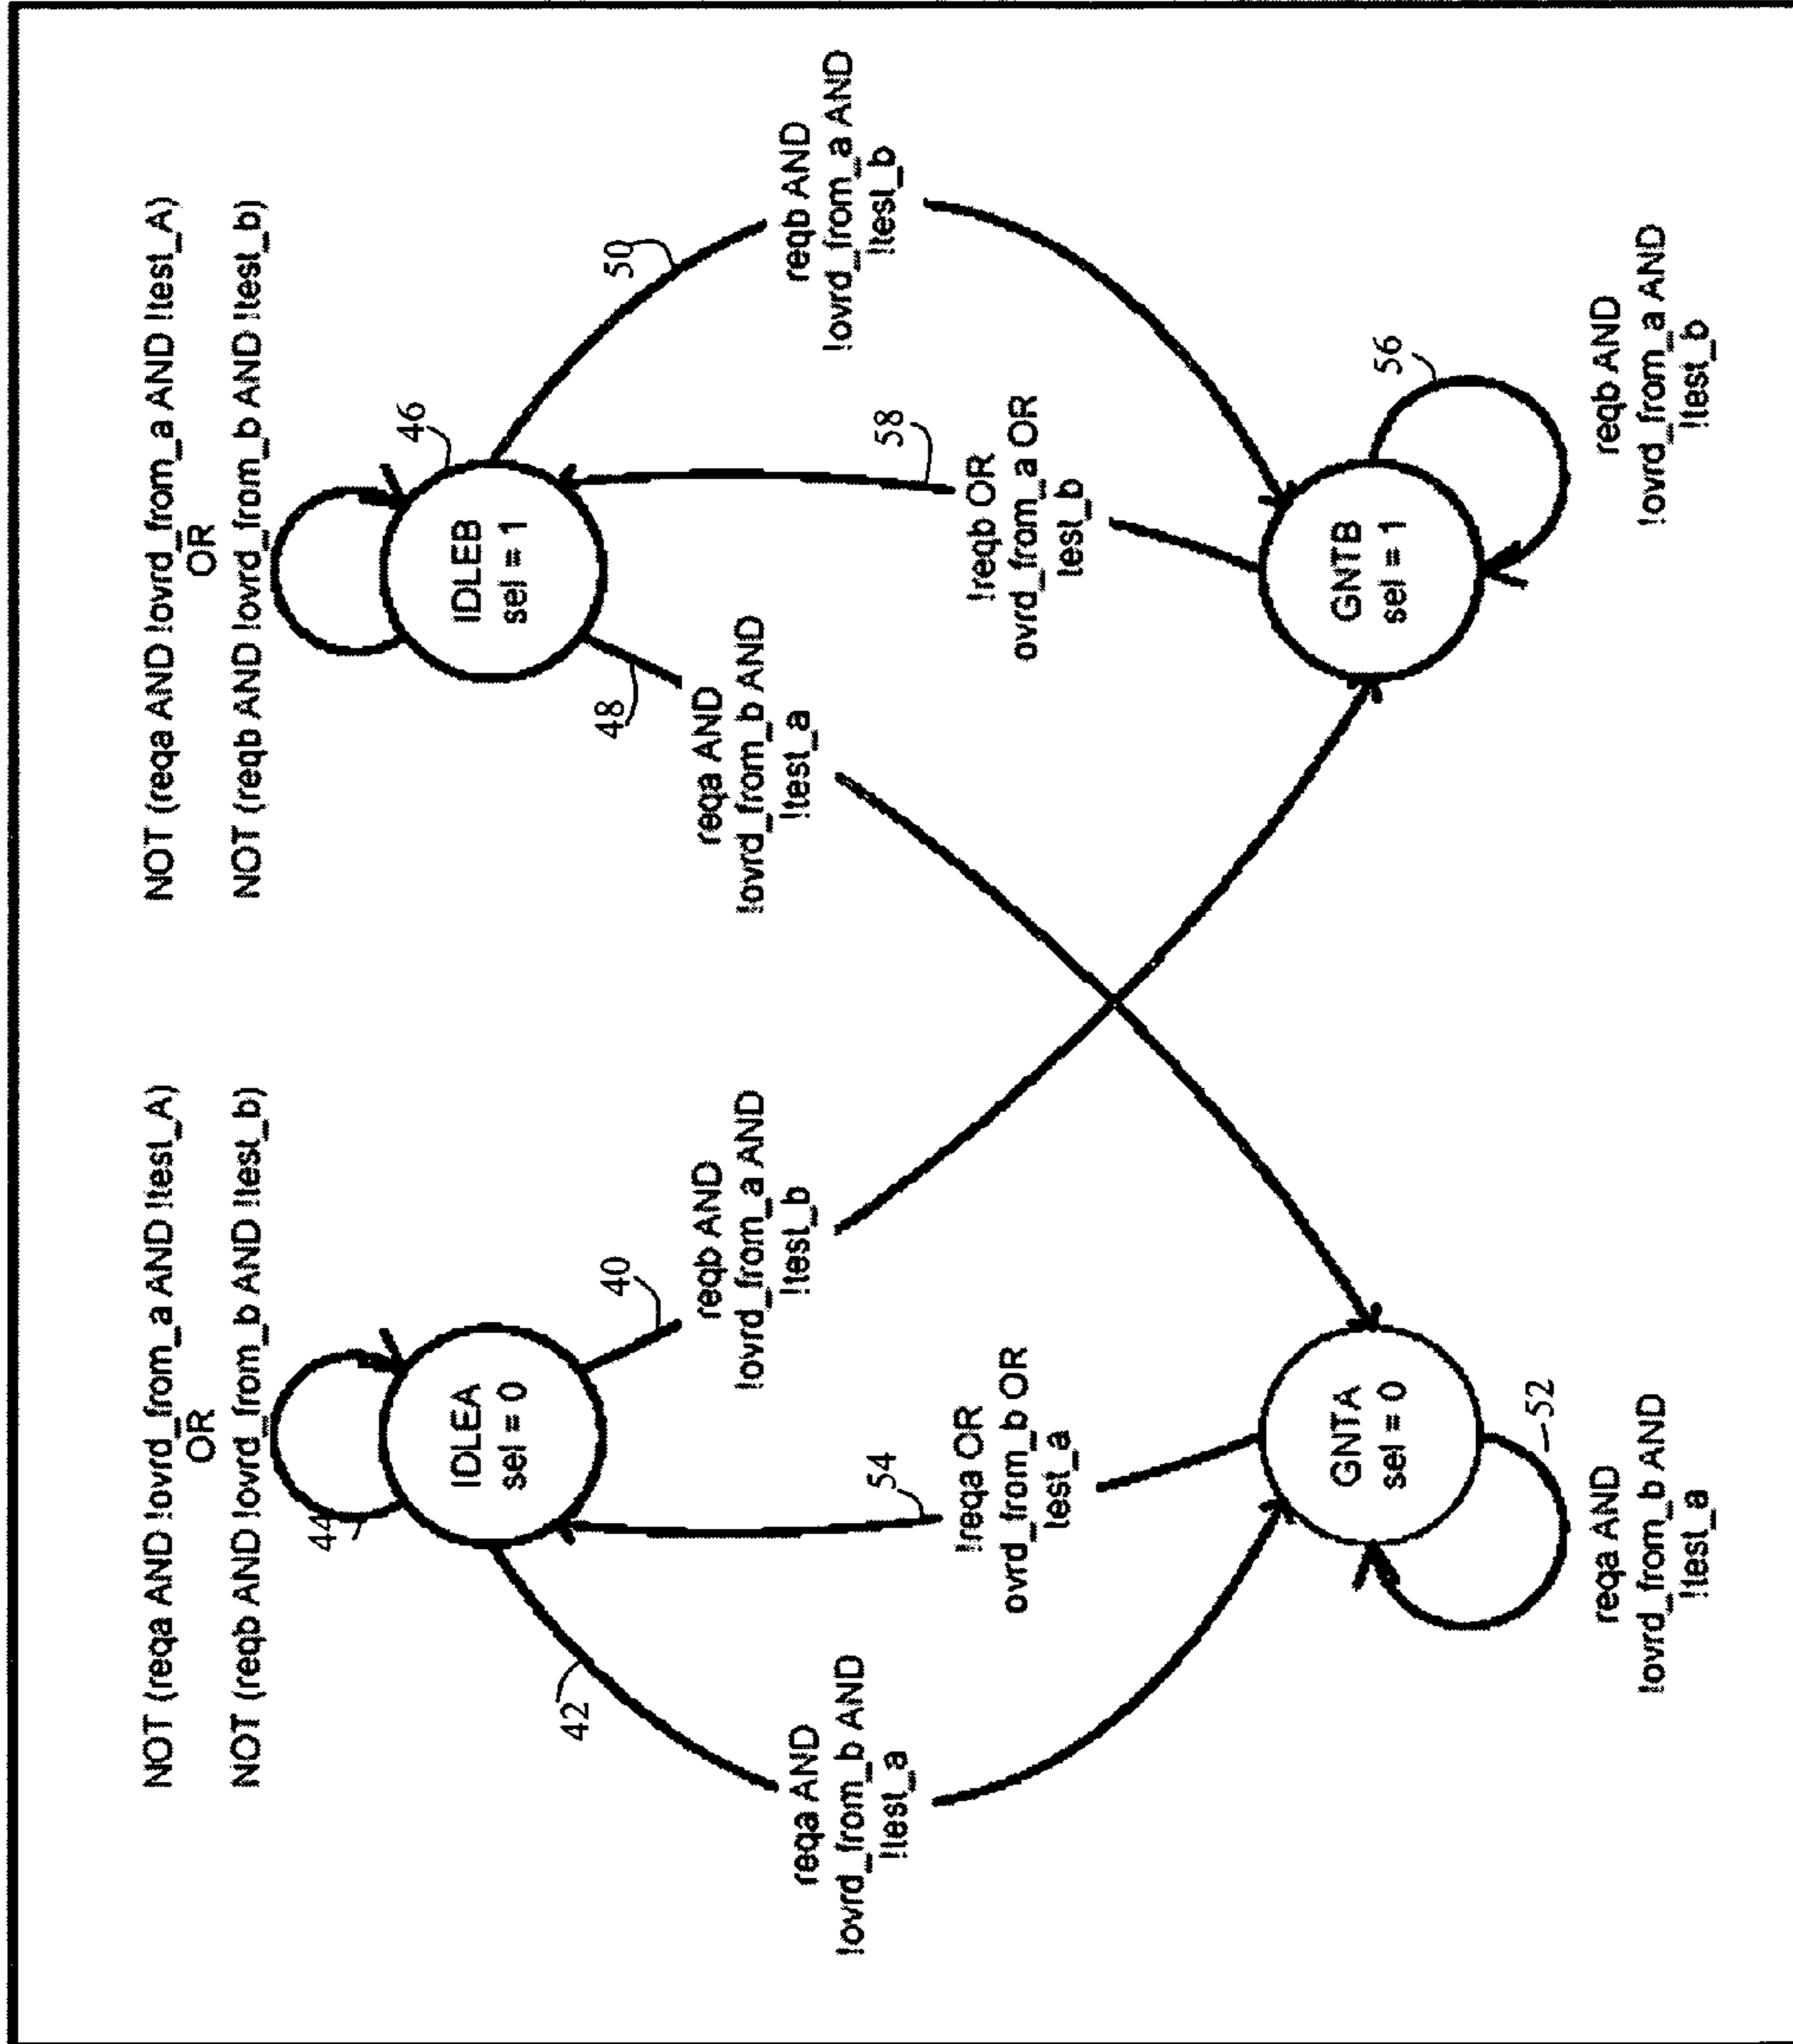 NOT (reqa AND !ovrd_from_a AND !test_A)
OR
NOT (reqb AND !ovrd_from_b AND !test_b)
NOT (reqa AND !ovrd_from_a AND !test_A)
OR
NOT (reqb AND !ovrd_from_b AND !test_b)
44
IDLEA
sel = 0
46
IDLEB
sel = 1
42
40
48
50
reqa AND
!ovrd_from_b AND
!test_a
reqb AND
!ovrd_from_a AND
!test_b
reqa AND
!ovrd_from_b AND
!test_a
reqb AND
!ovrd_from_a AND
!test_b
54
!reqa OR
ovrd_from_b OR
test_a
58
!reqb OR
ovrd_from_a OR
test_b
GNTA
sel = 0
GNTB
sel = 1
52
56
reqa AND
!ovrd_from_b AND
!test_a
reqb AND
!ovrd_from_a AND
!test_b